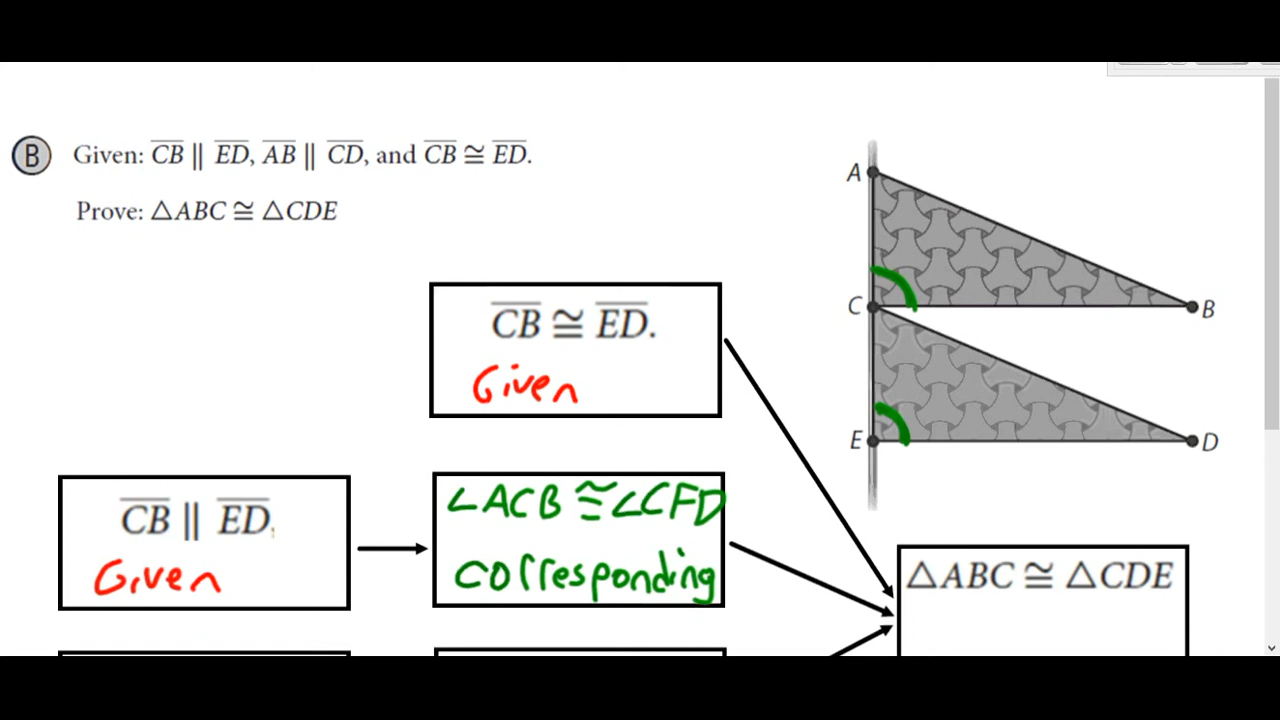 B Given: CB || ED, AB || CD, and CB ≅ ED.
Prove: △ABC ≅ △CDE
A
C
B
E
D
CB ≅ ED.
Given
CB || ED,
Given
∠ACB ≅ ∠CFD
corresponding
△ABC ≅ △CDE